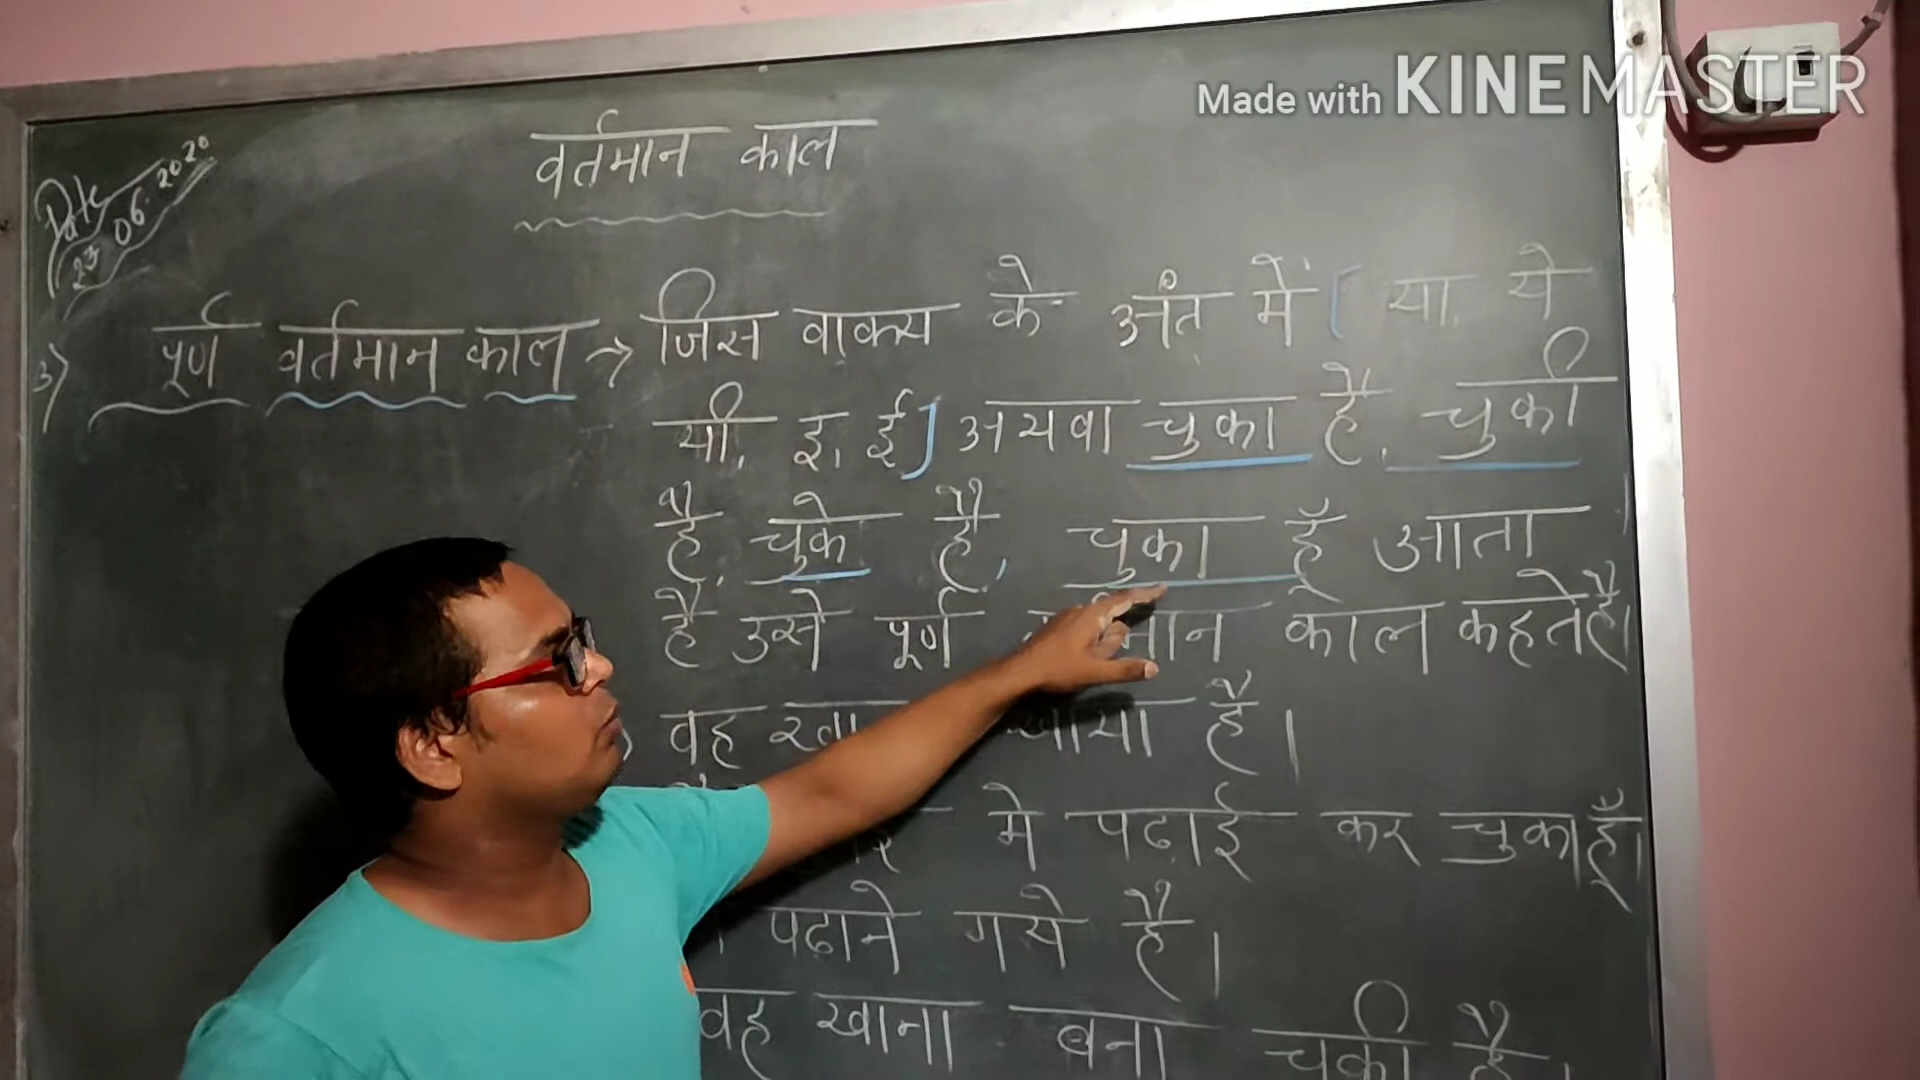 Made with KINEMASTER
वर्तमान काल
Date 23.06.2020
3) पूर्ण वर्तमान काल → जिस वाक्य के अंत में [ या, ये
यी, इ, ई] अथवा चुका है, चुकी
है, चुके है, चुका हूँ आता
है उसे पूर्ण काल कहते है।
वह है।
मे पढ़ाई कर चुका हूँ।
पढ़ाने गये है।
वह खाना बना चुकी है।